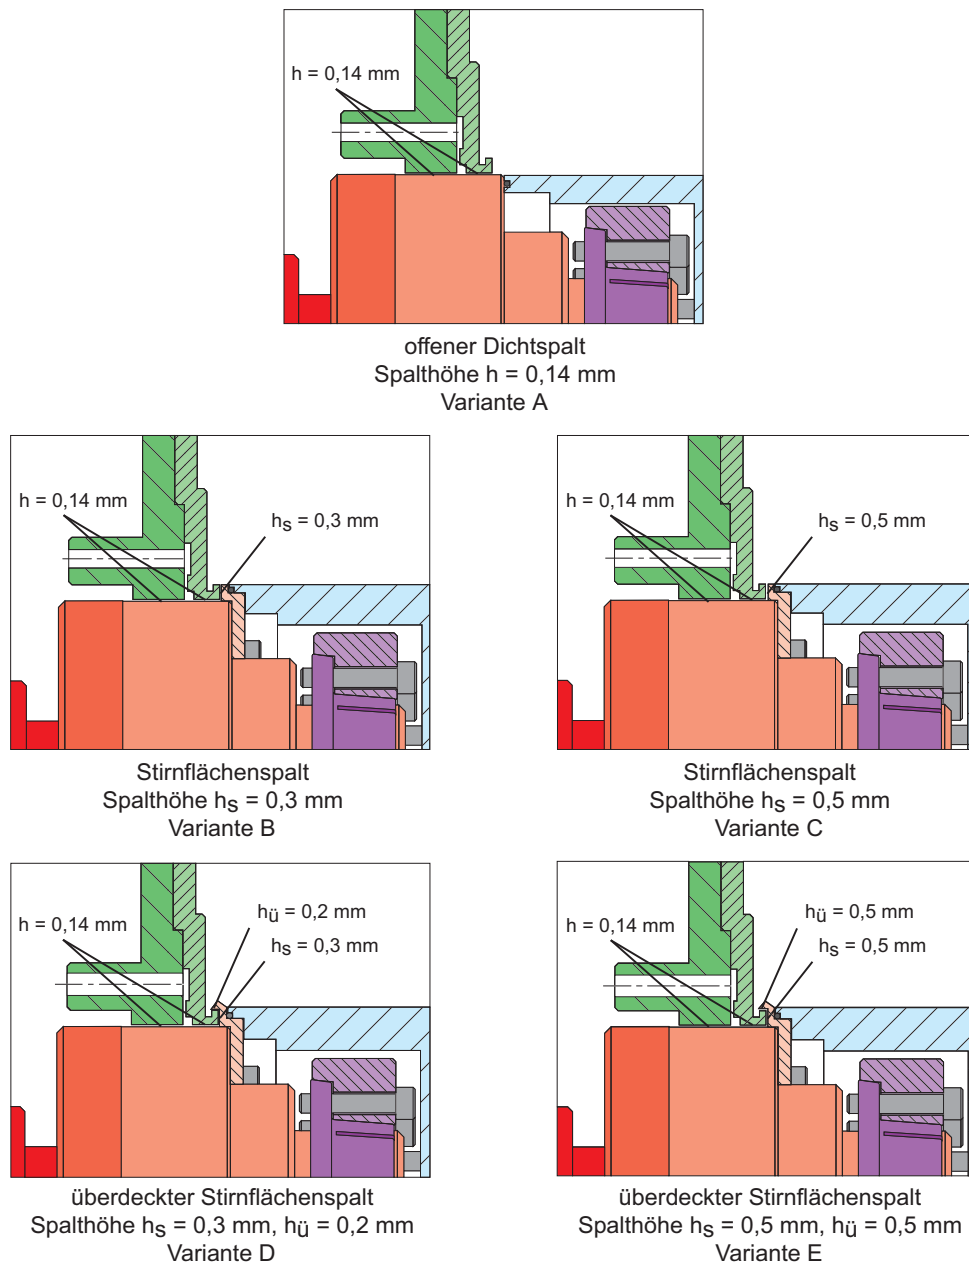 h = 0,14 mm
offener Dichtspalt
Spalthöhe h = 0,14 mm
Variante A
h = 0,14 mm
hs = 0,3 mm
Stirnflächenspalt
Spalthöhe hs = 0,3 mm
Variante B
h = 0,14 mm
hs = 0,5 mm
Stirnflächenspalt
Spalthöhe hs = 0,5 mm
Variante C
h = 0,14 mm
hü = 0,2 mm
hs = 0,3 mm
überdeckter Stirnflächenspalt
Spalthöhe hs = 0,3 mm, hü = 0,2 mm
Variante D
h = 0,14 mm
hü = 0,5 mm
hs = 0,5 mm
überdeckter Stirnflächenspalt
Spalthöhe hs = 0,5 mm, hü = 0,5 mm
Variante E